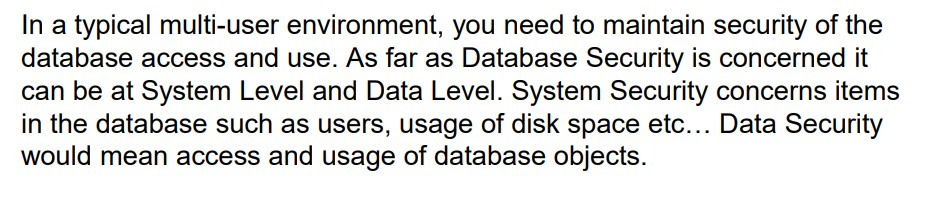 In a typical multi-user environment, you need to maintain security of the
database access and use. As far as Database Security is concerned it
can be at System Level and Data Level. System Security concerns items
in the database such as users, usage of disk space etc… Data Security
would mean access and usage of database objects.